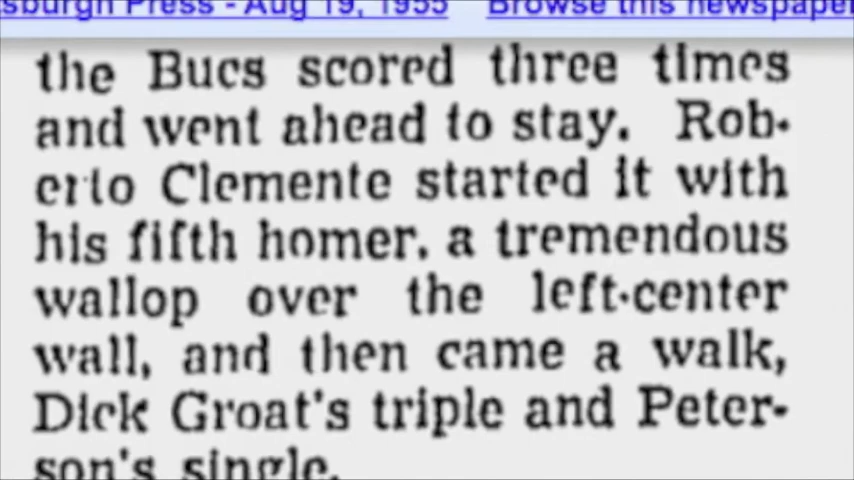 sburgh Press - Aug 19, 1955 Browse this newspaper
the Bucs scored three times
and went ahead to stay. Rob-
erto Clemente started it with
his fifth homer, a tremendous
wallop over the left-center
wall, and then came a walk,
Dick Groat's triple and Peter-
son's single.